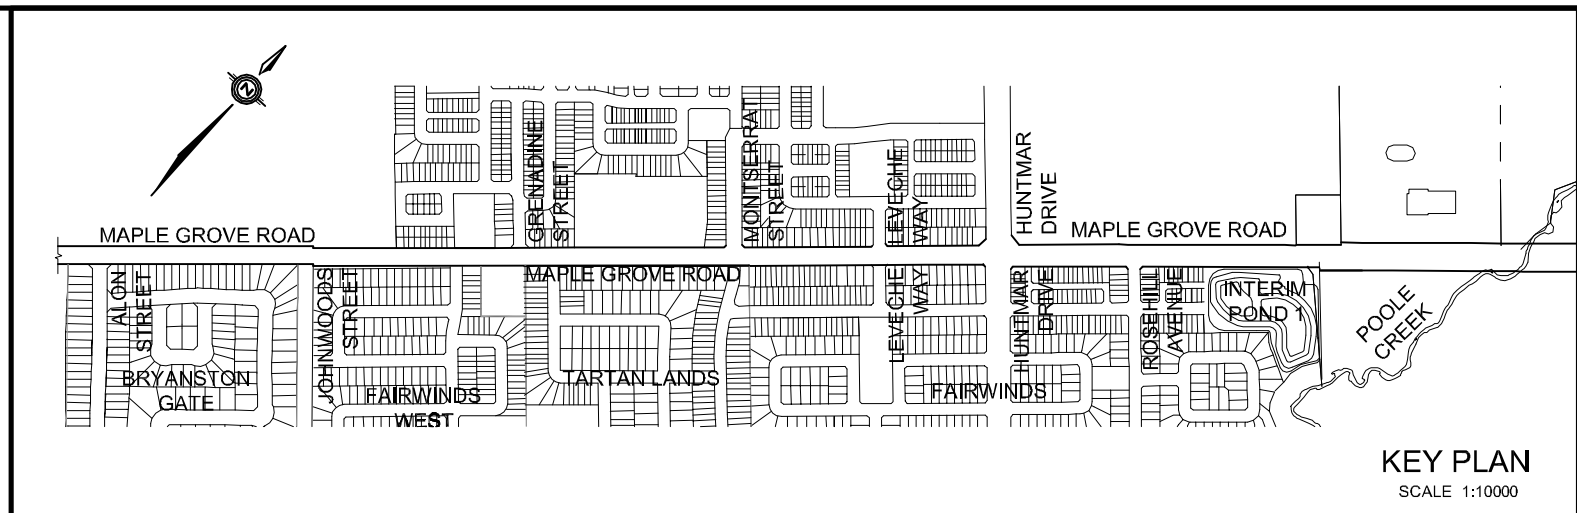 N
GRENADINE
STREET
MONTSERRAT
STREET
LEVECHE
WAY
HUNTMAR
DRIVE
MAPLE GROVE ROAD
MAPLE GROVE ROAD
MAPLE GROVE ROAD
ALON
STREET
JOHNWOODS
STREET
LEVECHE
WAY
HUNTMAR
DRIVE
ROSEHILL
AVENUE
INTERIM
POND 1
POOLE
CREEK
BRYANSTON
GATE
FAIRWINDS
WEST
TARTAN LANDS
FAIRWINDS
KEY PLAN
SCALE 1:10000